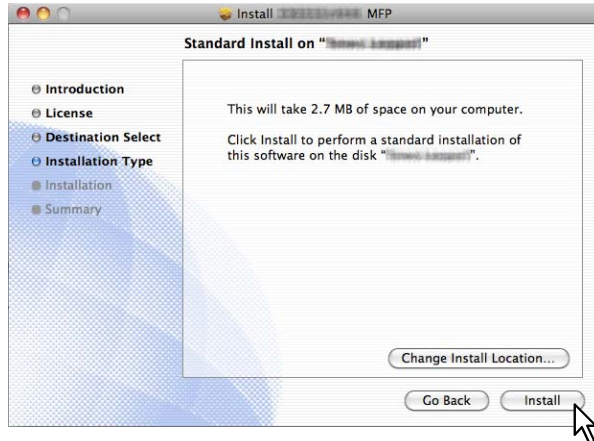 Install MFP
Standard Install on “ ”
Introduction
License
Destination Select
Installation Type
Installation
Summary
This will take 2.7 MB of space on your computer.
Click Install to perform a standard installation of
this software on the disk “ ”.
Change Install Location...
Go Back
Install